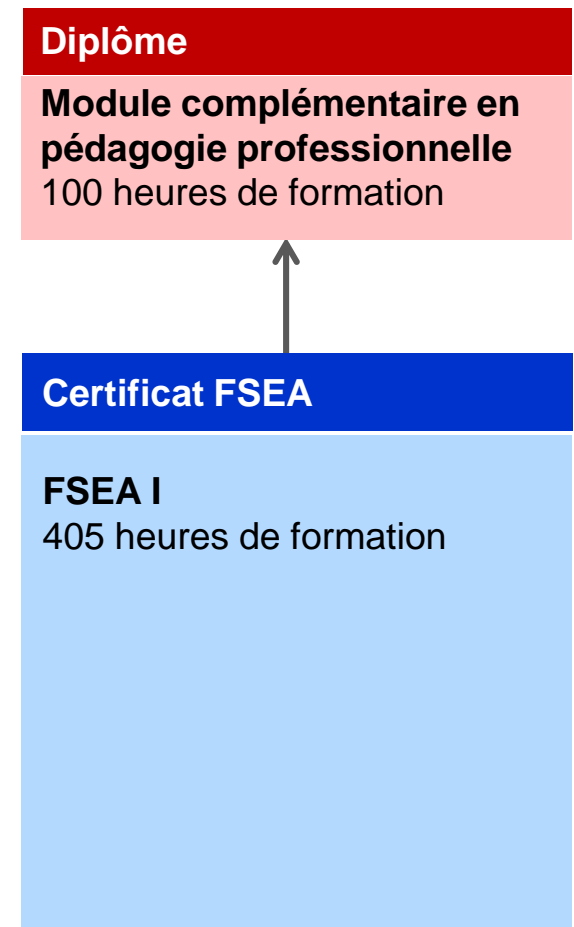 Diplôme
Module complémentaire en
pédagogie professionnelle
100 heures de formation
Certificat FSEA
FSEA I
405 heures de formation